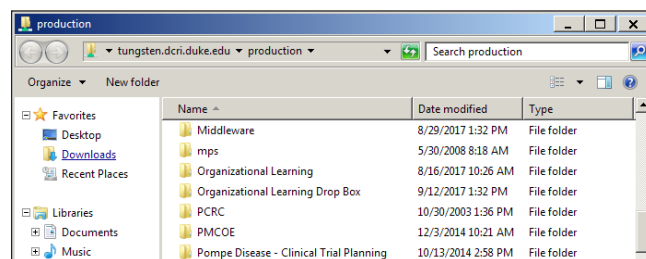 production
tungsten.dcri.duke.edu production Search production
Organize New folder
Name Date modified Type
Favorites
Desktop
Downloads
Recent Places
Libraries
Documents
Music
Middleware 8/29/2017 1:32 PM File folder
mps 5/30/2008 8:18 AM File folder
Organizational Learning 8/16/2017 10:26 AM File folder
Organizational Learning Drop Box 9/12/2017 1:32 PM File folder
PCRC 10/30/2003 1:36 PM File folder
PMCOE 12/3/2014 10:21 AM File folder
Pompe Disease - Clinical Trial Planning 10/13/2014 2:58 PM File folder